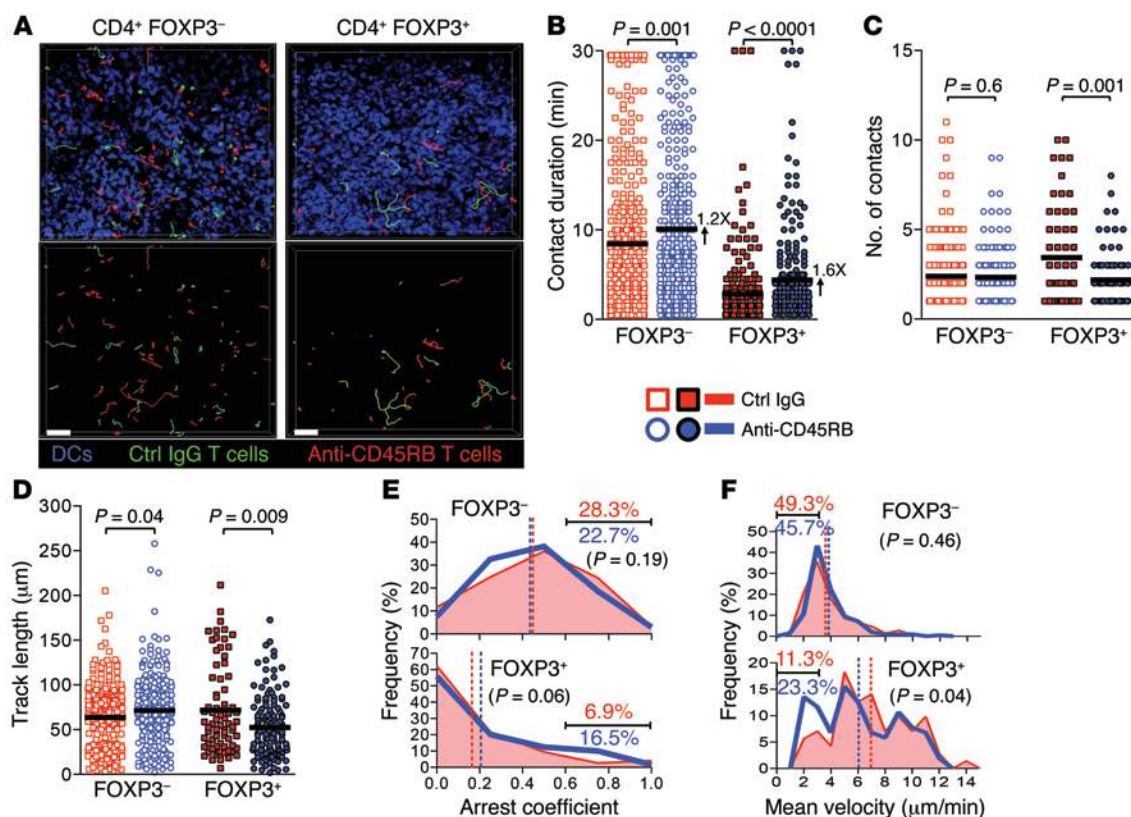 A
CD4+ FOXP3–
CD4+ FOXP3+
DCs Ctrl IgG T cells Anti-CD45RB T cells
B
P = 0.001
P < 0.0001
30
20
10
0
Contact duration (min)
1.2X
1.6X
FOXP3–
FOXP3+
C
15
10
5
0
No. of contacts
P = 0.6
P = 0.001
FOXP3–
FOXP3+
Ctrl IgG
Anti-CD45RB
D
300
250
200
150
100
50
0
Track length (μm)
P = 0.04
P = 0.009
FOXP3–
FOXP3+
E
FOXP3–
28.3%
22.7%
(P = 0.19)
50
40
30
20
10
0
FOXP3+
(P = 0.06)
6.9%
16.5%
70
60
50
40
30
20
10
0
Frequency (%)
0.0 0.2 0.4 0.6 0.8 1.0
Arrest coefficient
F
49.3%
45.7%
FOXP3–
(P = 0.46)
50
40
30
20
10
0
11.3%
23.3%
FOXP3+
(P = 0.04)
20
15
10
5
0
Frequency (%)
0 2 4 6 8 10 12 14
Mean velocity (μm/min)